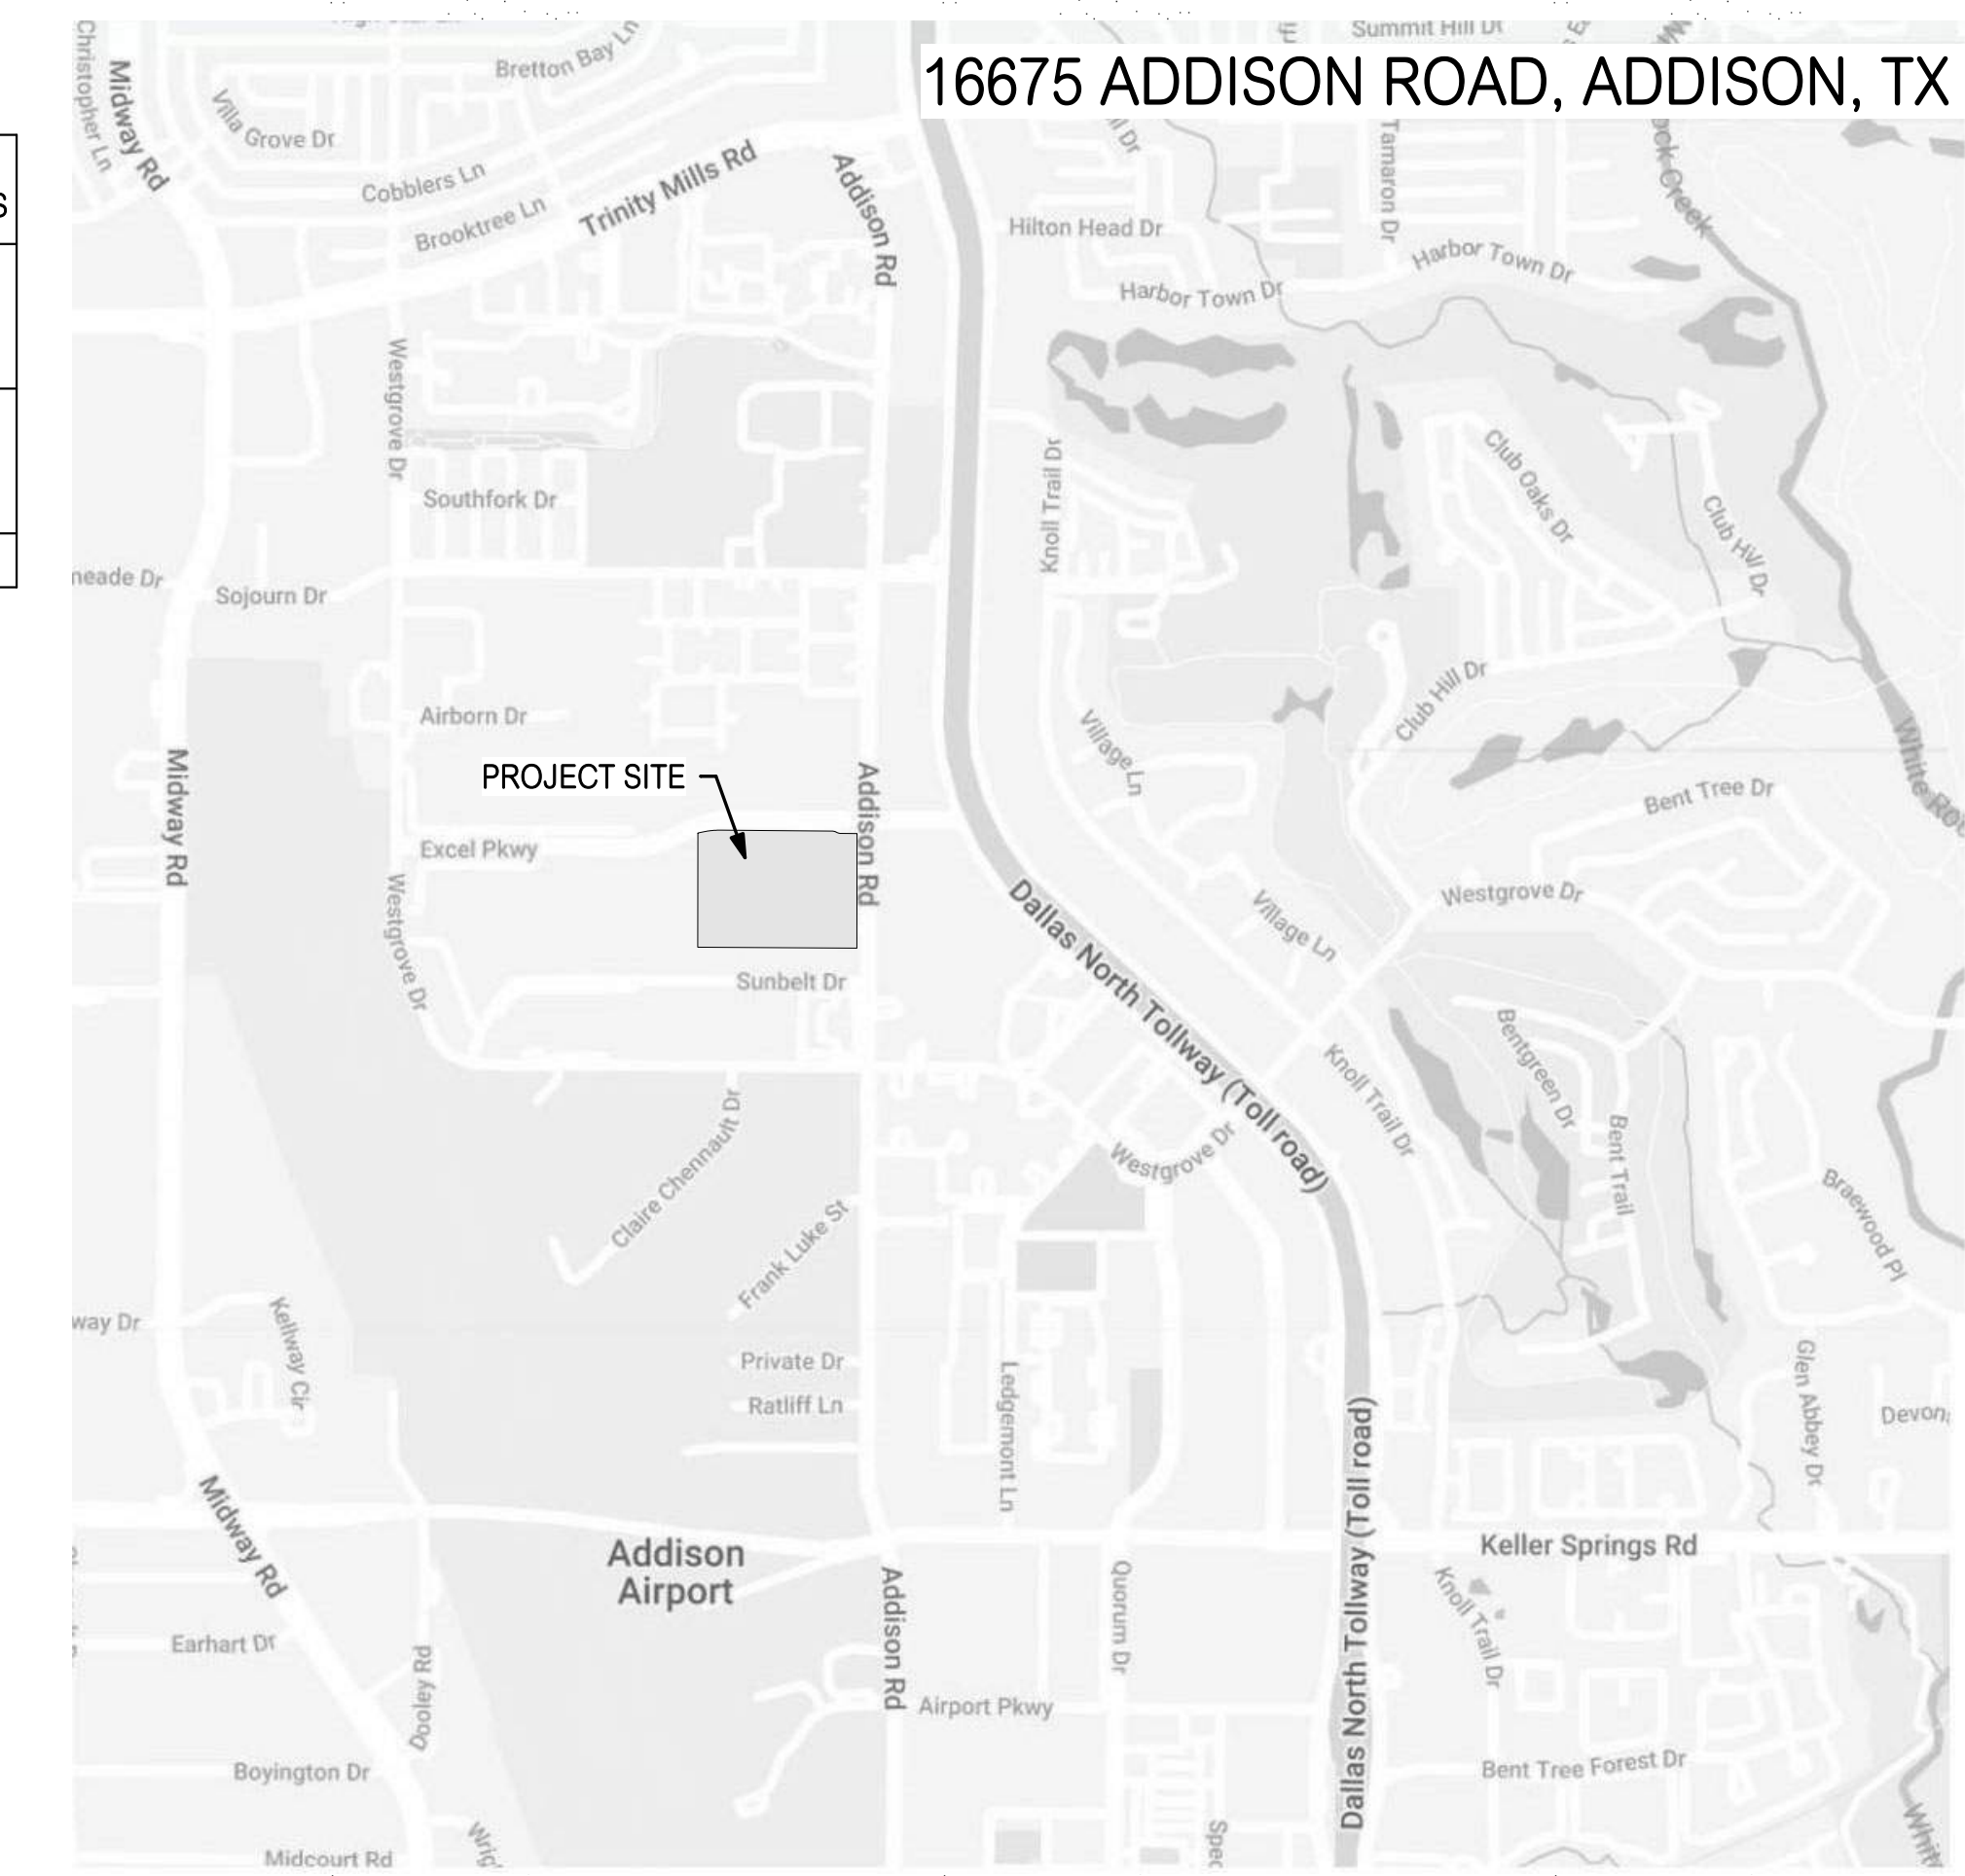 Summit Hill Dr
16675 ADDISON ROAD, ADDISON, TX
Christopher Ln
Midway Rd
Bretton Bay Ln
Villa Grove Dr
Cobblers Ln
Brooktree Ln
Trinity Mills Rd
Addison Rd
Tamaron Dr
Hilton Head Dr
Harbor Town Dr
Harbor Town Dr
ock Creek
S
Westgrove Dr
Southfork Dr
Knoll Trail Dr
Club Oaks Dr
Club Hill Dr
neade Dr
Sojourn Dr
Airborn Dr
Club Hill Dr
Village Ln
White Roc
Midway Rd
PROJECT SITE
Addison Rd
Bent Tree Dr
Excel Pkwy
Westgrove Dr
Westgrove Dr
Dallas North Tollway (Toll road)
Village Ln
Sunbelt Dr
Knoll Trail Dr
Bentgreen Dr
Bent Trail
Westgrove Dr
Claire Chennault Dr
Frank Luke St
Braewood Pl
way Dr
Kellway Cir
Private Dr
Ratliff Ln
Ledgemont Ln
Glen Abbey Dr
Devon
Dallas North Tollway (Toll road)
Midway Rd
Addison
Airport
Keller Springs Rd
Addison Rd
Quorum Dr
Knoll Trail Dr
Earhart Dr
Dooley Rd
Airport Pkwy
Boyington Dr
Bent Tree Forest Dr
Midcourt Rd
Wrig
Spec
Whit